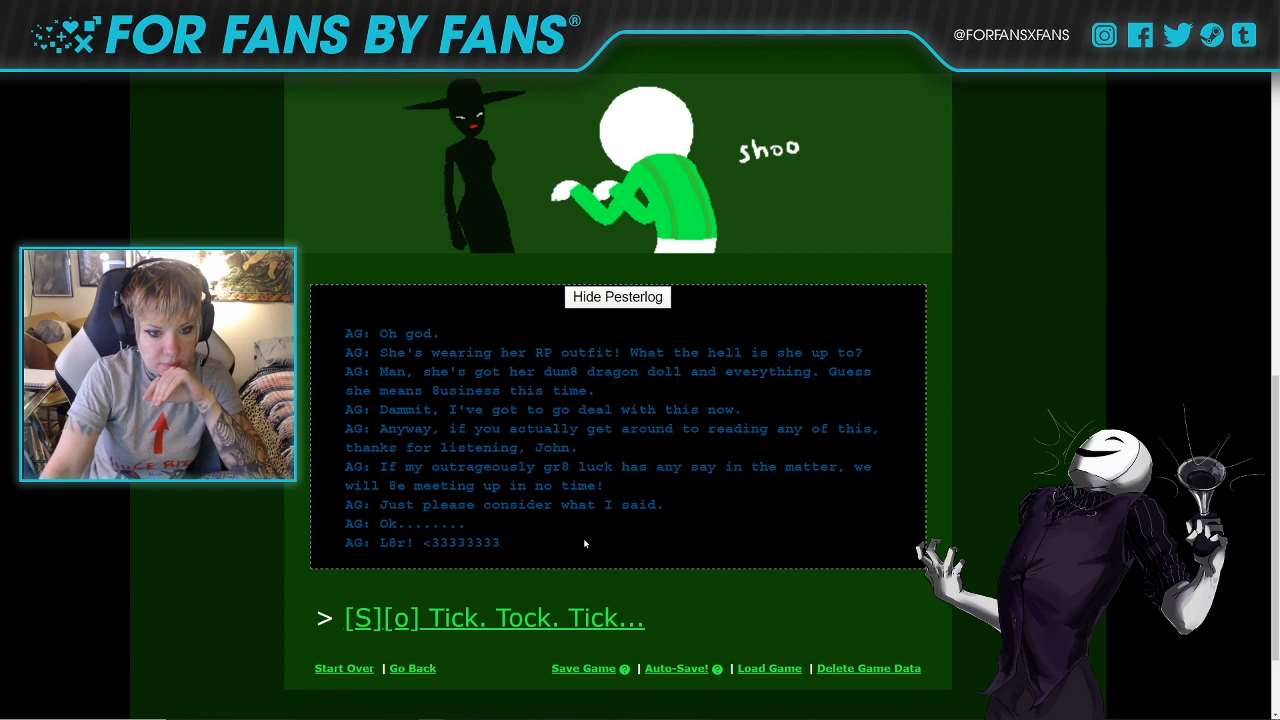 FOR FANS BY FANS®
@FORFANSXFANS
shoo
Hide Pesterlog
AG: Oh god.
AG: She's wearing her RP outfit! What the hell is she up to?
AG: Man, she's got her dum8 dragon doll and everything. Guess
she means 8usiness this time.
AG: Dammit, I've got to go deal with this now.
AG: Anyway, if you actually get around to reading any of this,
thanks for listening, John.
AG: If my outrageously gr8 luck has any say in the matter, we
will 8e meeting up in no time!
AG: Just please consider what I said.
AG: Ok........
AG: L8r! <33333333
> [S][o] Tick. Tock. Tick...
Start Over | Go Back
Save Game ? | Auto-Save! ? | Load Game | Delete Game Data